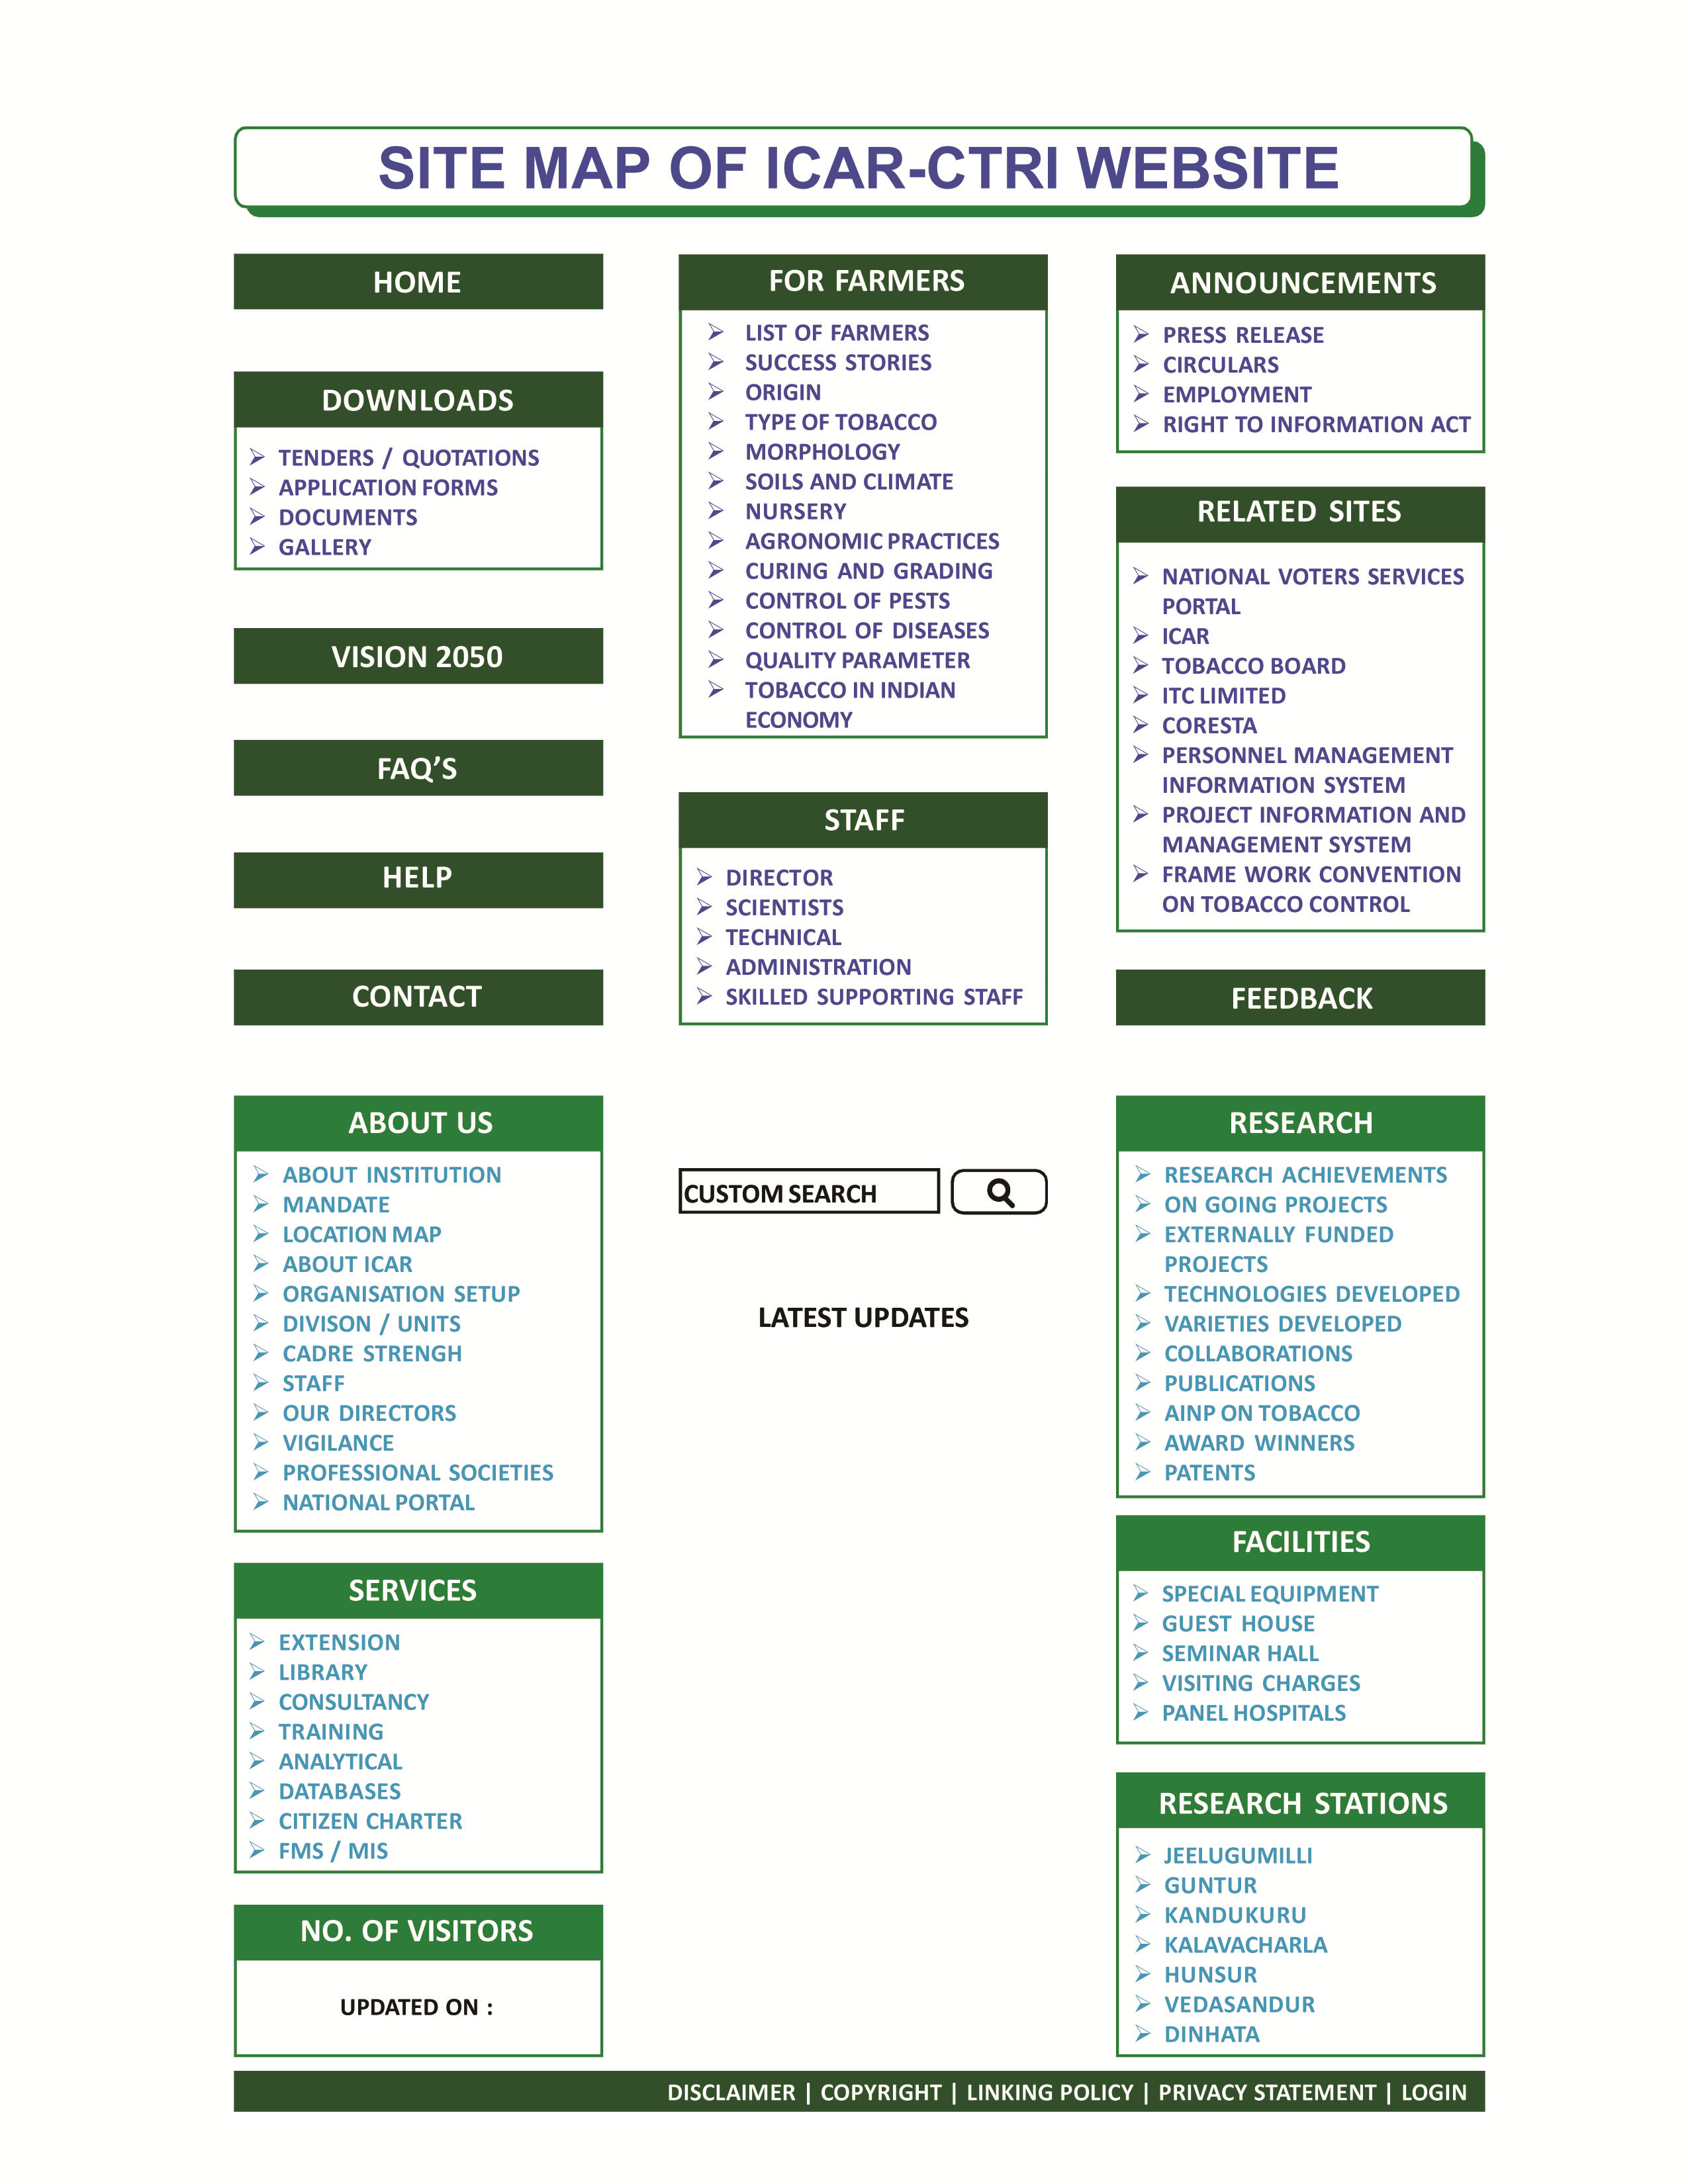 SITE MAP OF ICAR-CTRI WEBSITE
HOME
DOWNLOADS
TENDERS / QUOTATIONS
APPLICATION FORMS
DOCUMENTS
GALLERY
VISION 2050
FAQ’S
HELP
CONTACT
FOR FARMERS
LIST OF FARMERS
SUCCESS STORIES
ORIGIN
TYPE OF TOBACCO
MORPHOLOGY
SOILS AND CLIMATE
NURSERY
AGRONOMIC PRACTICES
CURING AND GRADING
CONTROL OF PESTS
CONTROL OF DISEASES
QUALITY PARAMETER
TOBACCO IN INDIAN
ECONOMY
STAFF
DIRECTOR
SCIENTISTS
TECHNICAL
ADMINISTRATION
SKILLED SUPPORTING STAFF
ANNOUNCEMENTS
PRESS RELEASE
CIRCULARS
EMPLOYMENT
RIGHT TO INFORMATION ACT
RELATED SITES
NATIONAL VOTERS SERVICES
PORTAL
ICAR
TOBACCO BOARD
ITC LIMITED
CORESTA
PERSONNEL MANAGEMENT
INFORMATION SYSTEM
PROJECT INFORMATION AND
MANAGEMENT SYSTEM
FRAME WORK CONVENTION
ON TOBACCO CONTROL
FEEDBACK
ABOUT US
ABOUT INSTITUTION
MANDATE
LOCATION MAP
ABOUT ICAR
ORGANISATION SETUP
DIVISON / UNITS
CADRE STRENGH
STAFF
OUR DIRECTORS
VIGILANCE
PROFESSIONAL SOCIETIES
NATIONAL PORTAL
SERVICES
EXTENSION
LIBRARY
CONSULTANCY
TRAINING
ANALYTICAL
DATABASES
CITIZEN CHARTER
FMS / MIS
NO. OF VISITORS
UPDATED ON :
CUSTOM SEARCH
LATEST UPDATES
RESEARCH
RESEARCH ACHIEVEMENTS
ON GOING PROJECTS
EXTERNALLY FUNDED
PROJECTS
TECHNOLOGIES DEVELOPED
VARIETIES DEVELOPED
COLLABORATIONS
PUBLICATIONS
AINP ON TOBACCO
AWARD WINNERS
PATENTS
FACILITIES
SPECIAL EQUIPMENT
GUEST HOUSE
SEMINAR HALL
VISITING CHARGES
PANEL HOSPITALS
RESEARCH STATIONS
JEELUGUMILLI
GUNTUR
KANDUKURU
KALAVACHARLA
HUNSUR
VEDASANDUR
DINHATA
DISCLAIMER | COPYRIGHT | LINKING POLICY | PRIVACY STATEMENT | LOGIN